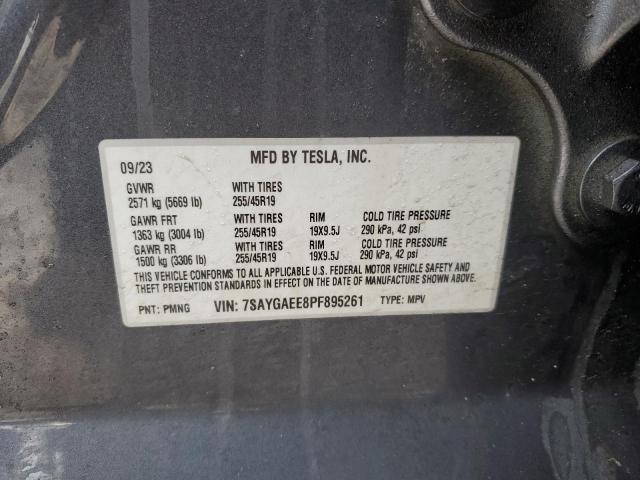 MFD BY TESLA, INC.
09/23
GVWR WITH TIRES
2571 kg (5669 lb) 255/45R19
GAWR FRT WITH TIRES RIM COLD TIRE PRESSURE
1363 kg (3004 lb) 255/45R19 19X9.5J 290 kPa, 42 psi
GAWR RR WITH TIRES RIM COLD TIRE PRESSURE
1500 kg (3306 lb) 255/45R19 19X9.5J 290 kPa, 42 psi
THIS VEHICLE CONFORMS TO ALL APPLICABLE U.S. FEDERAL MOTOR VEHICLE SAFETY AND
THEFT PREVENTION STANDARDS IN EFFECT ON THE DATE OF MANUFACTURE SHOWN ABOVE.
PNT: PMNG VIN: 7SAYGAEE8PF895261 TYPE: MPV